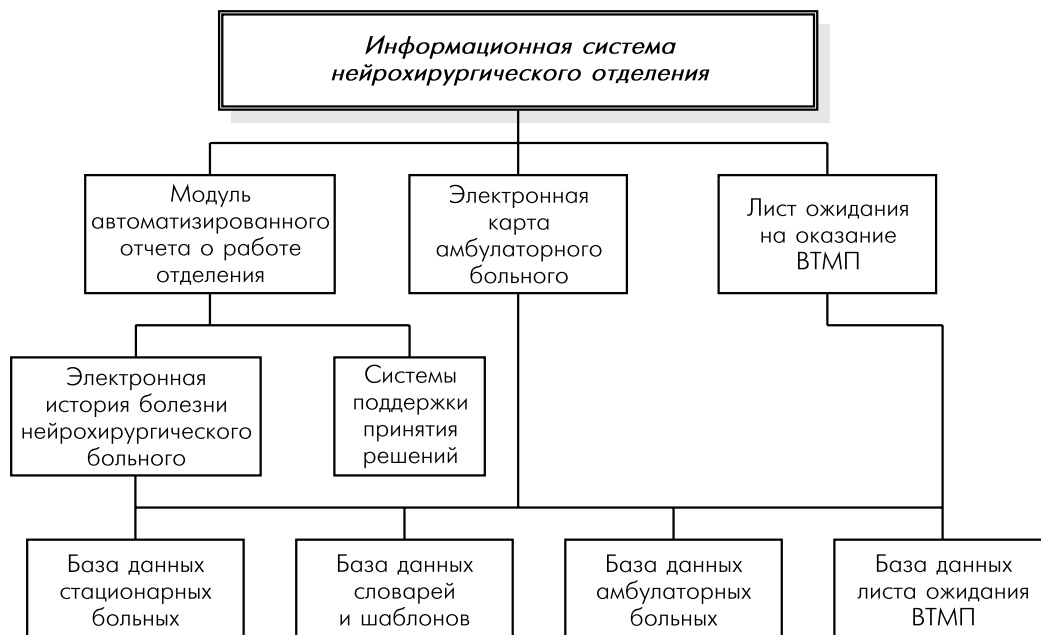 Информационная система
нейрохирургического отделения
Модуль
автоматизированного
отчета о работе
отделения
Электронная
карта
амбулаторного
больного
Лист ожидания
на оказание
ВТМП
Электронная
история болезни
нейрохирургического
больного
Системы
поддержки
принятия
решений
База данных
стационарных
больных
База данных
словарей
и шаблонов
База данных
амбулаторных
больных
База данных
листа ожидания
ВТМП